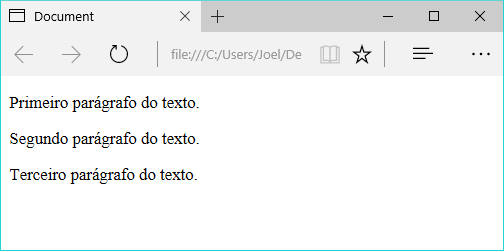 Document
file:///C:/Users/Joel/De
Primeiro parágrafo do texto.
Segundo parágrafo do texto.
Terceiro parágrafo do texto.